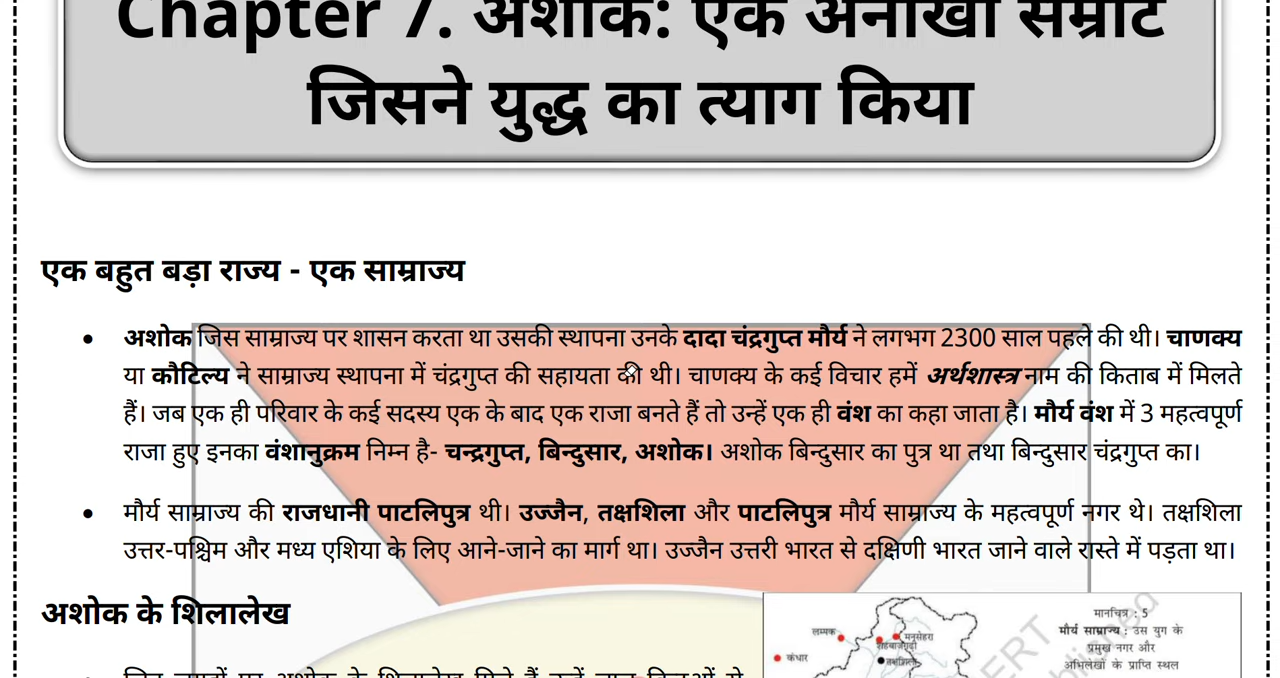 Chapter 7. अशोक: एक अनोखा सम्राट
जिसने युद्ध का त्याग किया
एक बहुत बड़ा राज्य - एक साम्राज्य
• अशोक जिस साम्राज्य पर शासन करता था उसकी स्थापना उनके दादा चंद्रगुप्त मौर्य ने लगभग 2300 साल पहले की थी। चाणक्य
या कौटिल्य ने साम्राज्य स्थापना में चंद्रगुप्त की सहायता की थी। चाणक्य के कई विचार हमें अर्थशास्त्र नाम की किताब में मिलते
हैं। जब एक ही परिवार के कई सदस्य एक के बाद एक राजा बनते हैं तो उन्हें एक ही वंश का कहा जाता है। मौर्य वंश में 3 महत्वपूर्ण
राजा हुए इनका वंशानुक्रम निम्न है- चन्द्रगुप्त, बिन्दुसार, अशोक। अशोक बिन्दुसार का पुत्र था तथा बिन्दुसार चंद्रगुप्त का।
• मौर्य साम्राज्य की राजधानी पाटलिपुत्र थी। उज्जैन, तक्षशिला और पाटलिपुत्र मौर्य साम्राज्य के महत्वपूर्ण नगर थे। तक्षशिला
उत्तर-पश्चिम और मध्य एशिया के लिए आने-जाने का मार्ग था। उज्जैन उत्तरी भारत से दक्षिणी भारत जाने वाले रास्ते में पड़ता था।
अशोक के शिलालेख
मानचित्र : 5
मौर्य साम्राज्य : उस युग के
प्रमुख नगर और
अभिलेखों के प्राप्ति स्थल
लम्पक
मनसेहरा
शहबाजगढ़ी
तक्षशिला
कंधार